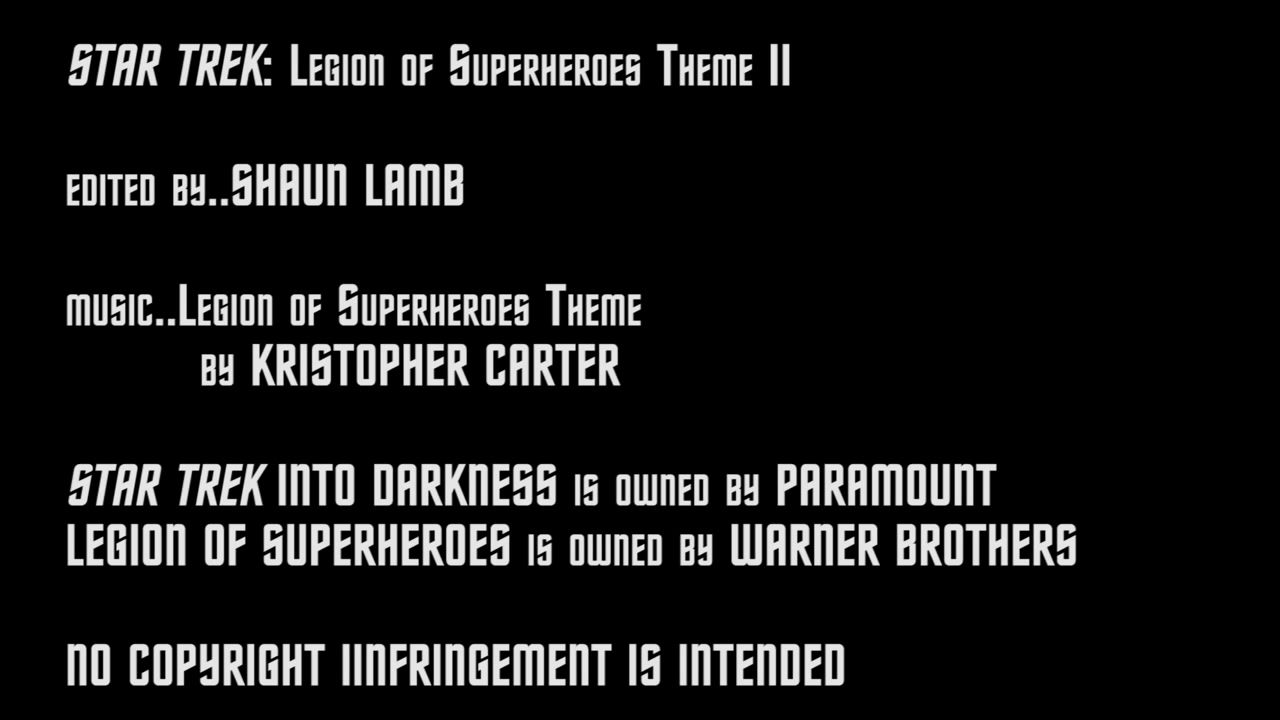 STAR TREK: Legion of Superheroes Theme II
edited by..SHAUN LAMB
music..Legion of Superheroes Theme
by KRISTOPHER CARTER
STAR TREK INTO DARKNESS is owned by PARAMOUNT
LEGION OF SUPERHEROES is owned by WARNER BROTHERS
NO COPYRIGHT IINFRINGEMENT IS INTENDED